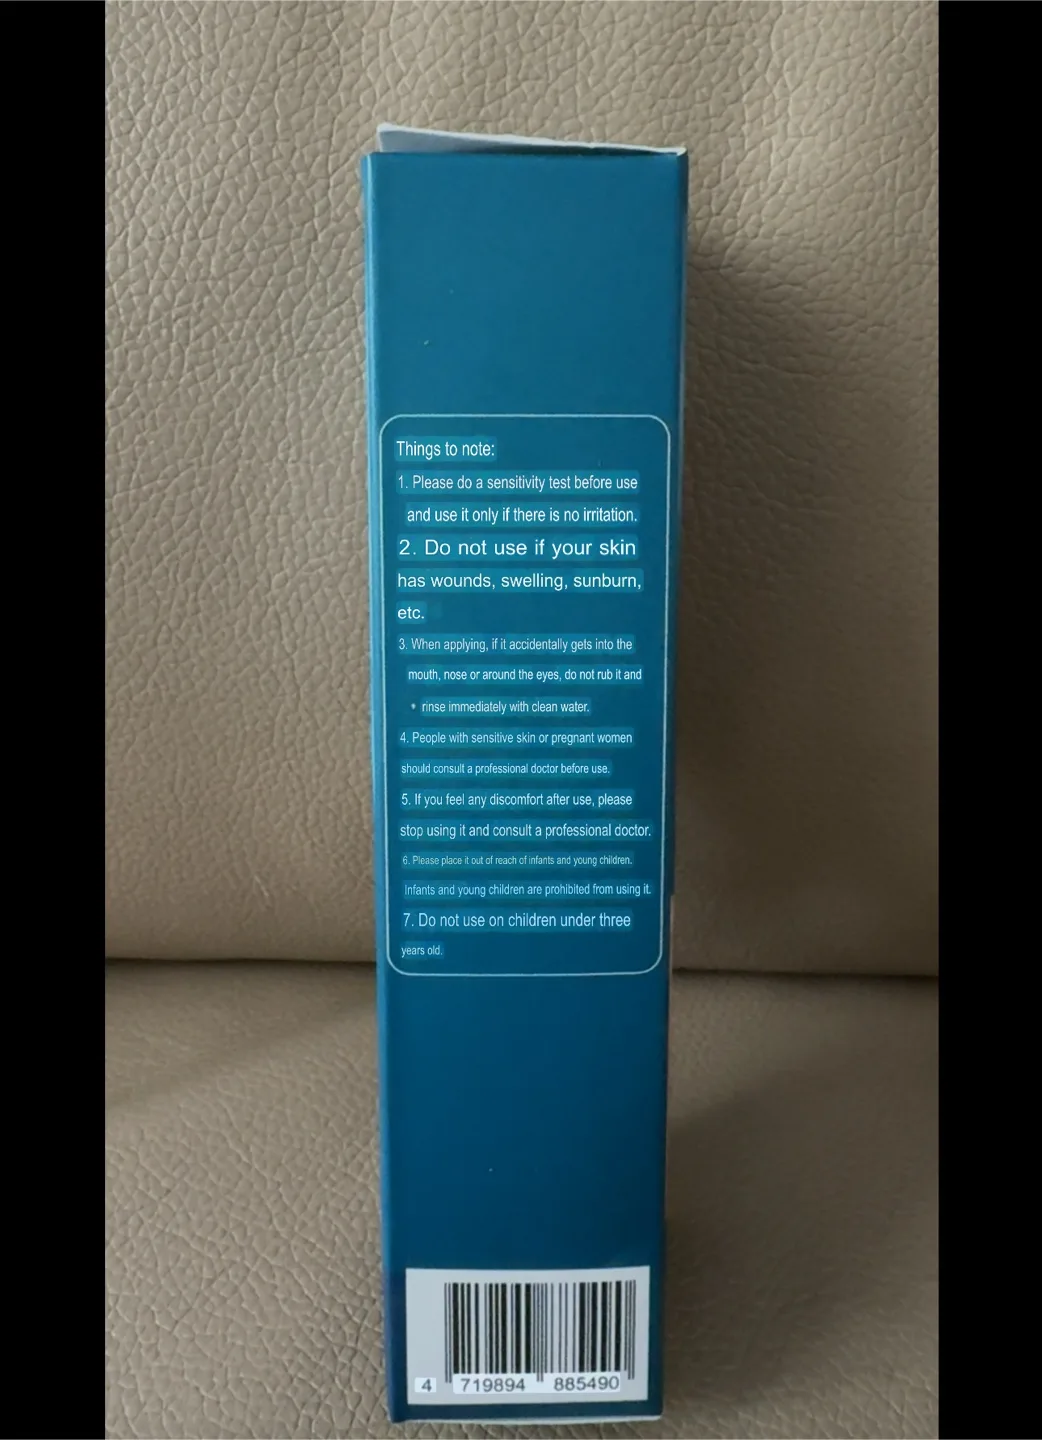 Things to note:
1. Please do a sensitivity test before use
and use it only if there is no irritation.
2. Do not use if your skin
has wounds, swelling, sunburn,
etc.
3. When applying, if it accidentally gets into the
mouth, nose or around the eyes, do not rub it and
rinse immediately with clean water.
4. People with sensitive skin or pregnant women
should consult a professional doctor before use.
5. If you feel any discomfort after use, please
stop using it and consult a professional doctor.
6. Please place it out of reach of infants and young children.
Infants and young children are prohibited from using it.
7. Do not use on children under three
years old.
4 719894 885490